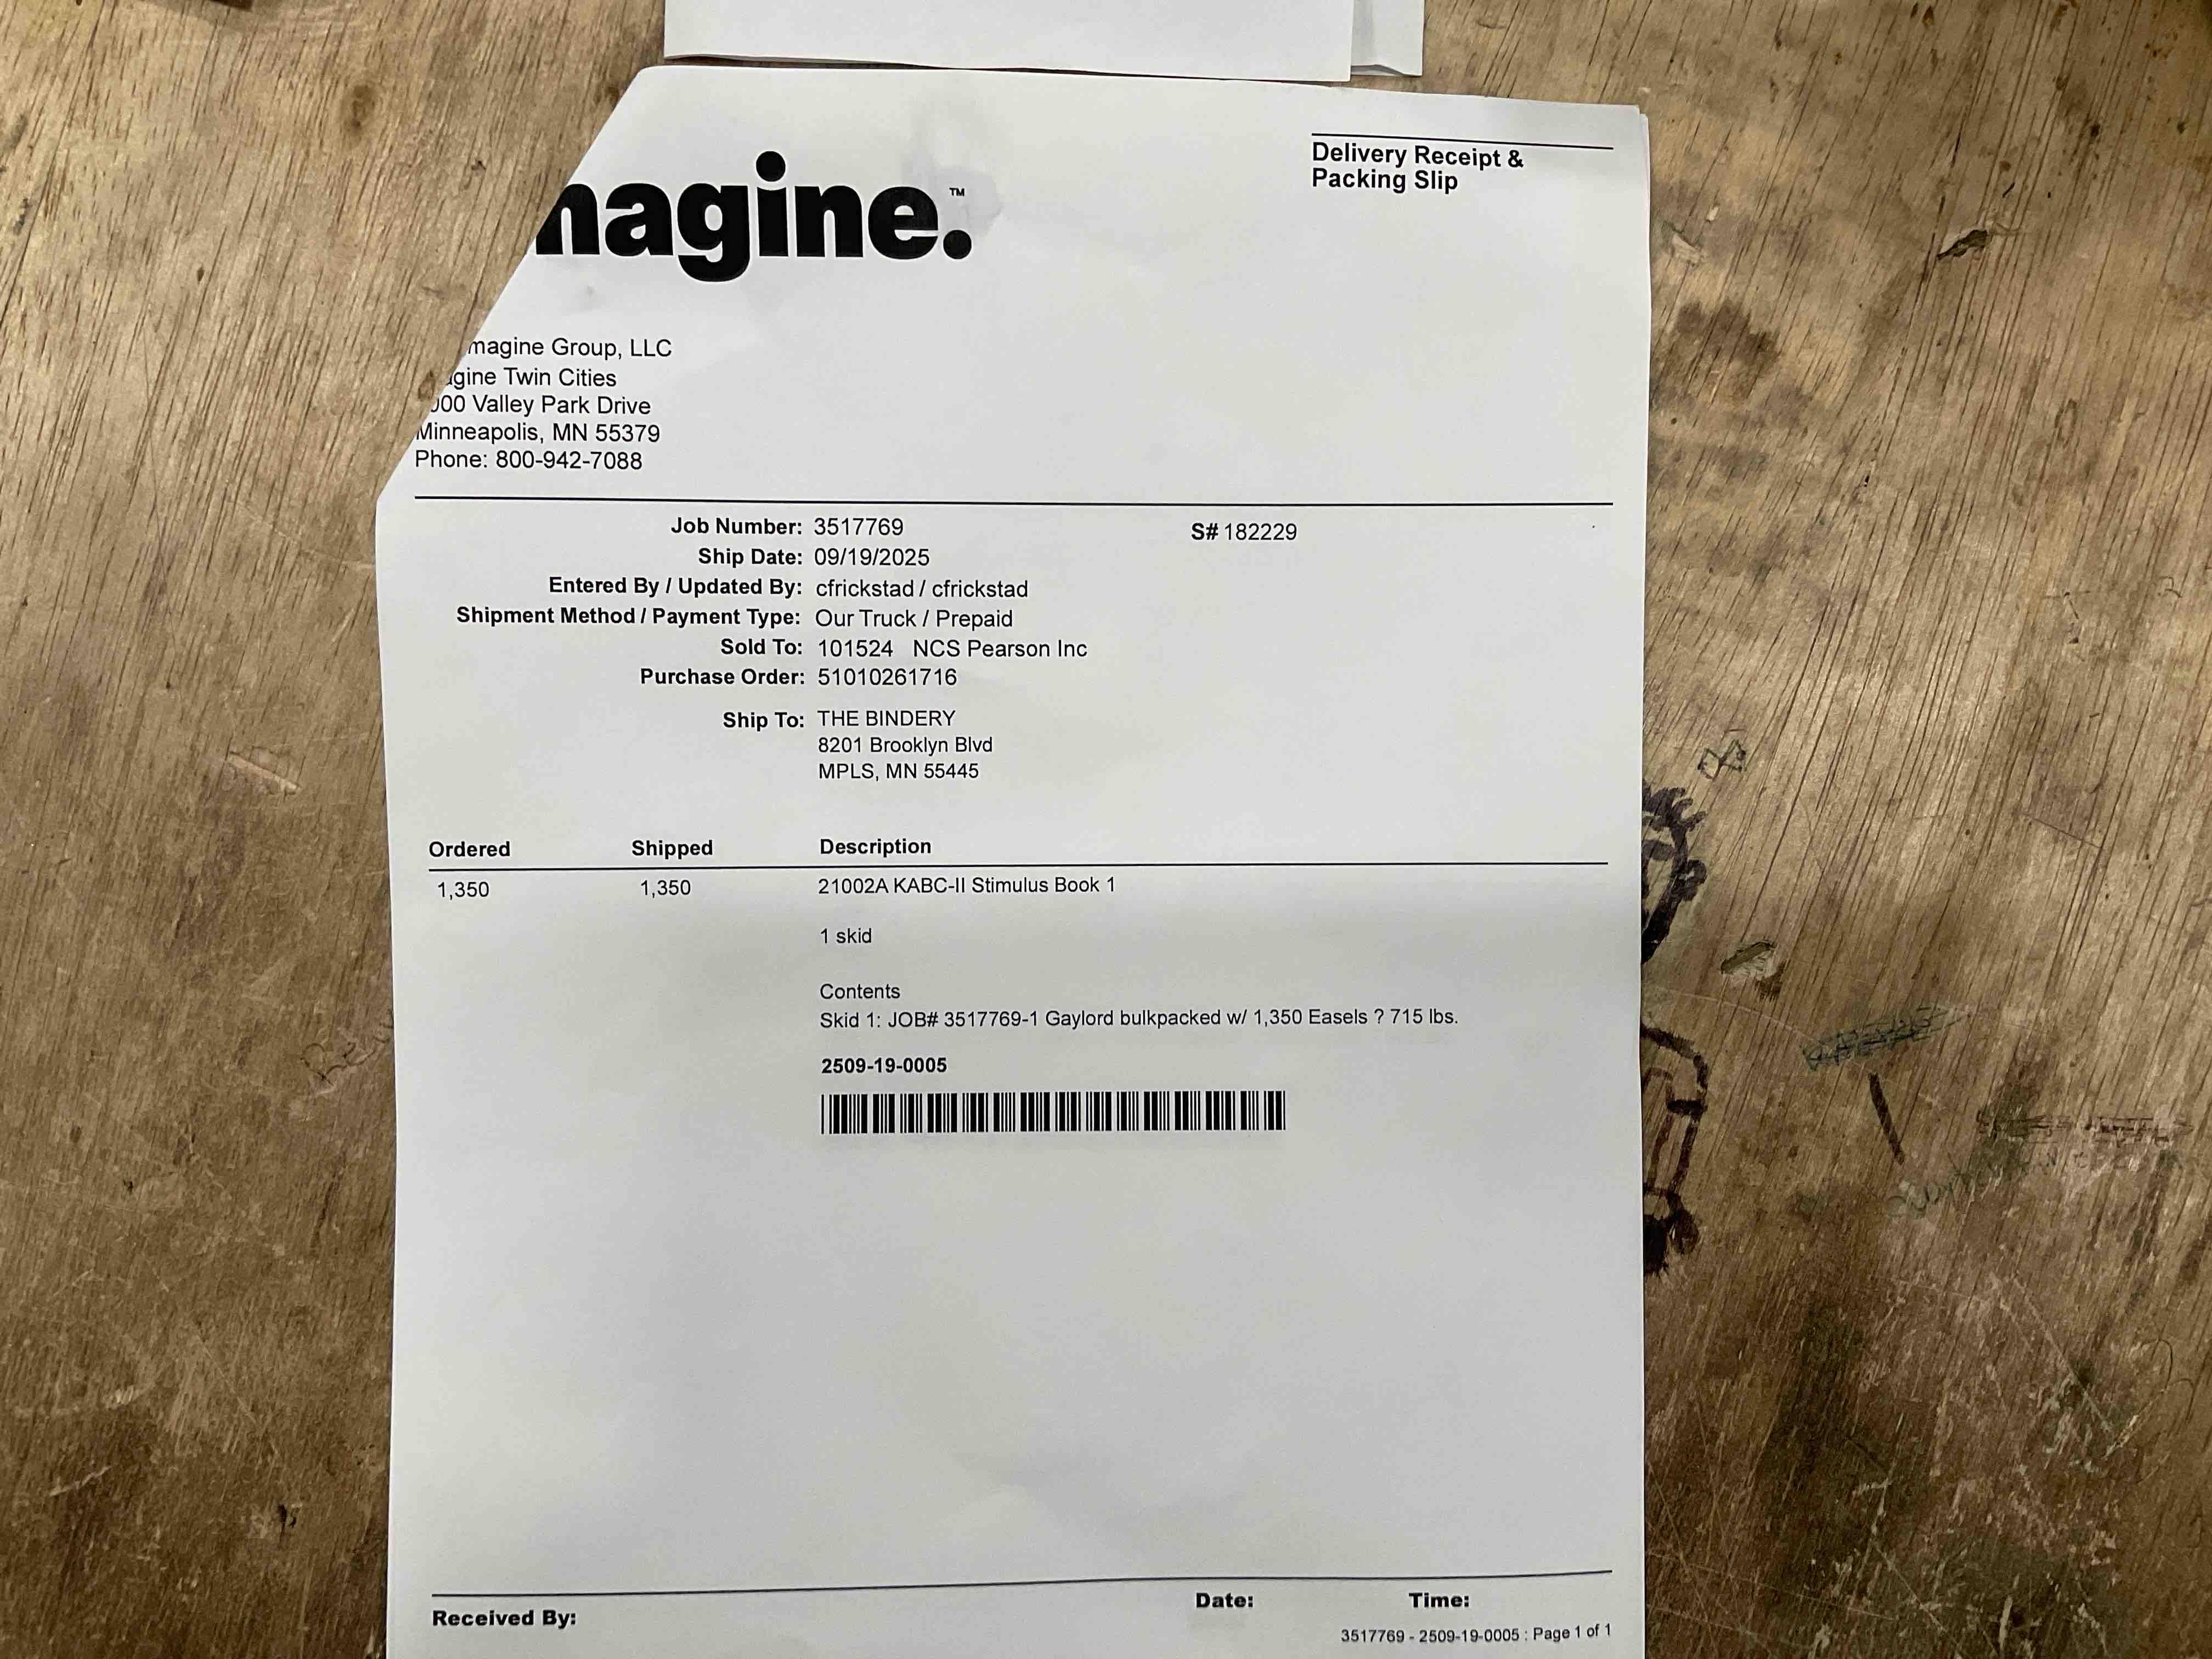 magine.™
Delivery Receipt &
Packing Slip
magine Group, LLC
gine Twin Cities
000 Valley Park Drive
Minneapolis, MN 55379
Phone: 800-942-7088
Job Number: 3517769
S# 182229
Ship Date: 09/19/2025
Entered By / Updated By: cfrickstad / cfrickstad
Shipment Method / Payment Type: Our Truck / Prepaid
Sold To: 101524 NCS Pearson Inc
Purchase Order: 51010261716
Ship To: THE BINDERY
8201 Brooklyn Blvd
MPLS, MN 55445
Ordered Shipped Description
1,350 1,350 21002A KABC-II Stimulus Book 1
1 skid
Contents
Skid 1: JOB# 3517769-1 Gaylord bulkpacked w/ 1,350 Easels ? 715 lbs.
2509-19-0005
Received By: Date: Time:
3517769 - 2509-19-0005 : Page 1 of 1